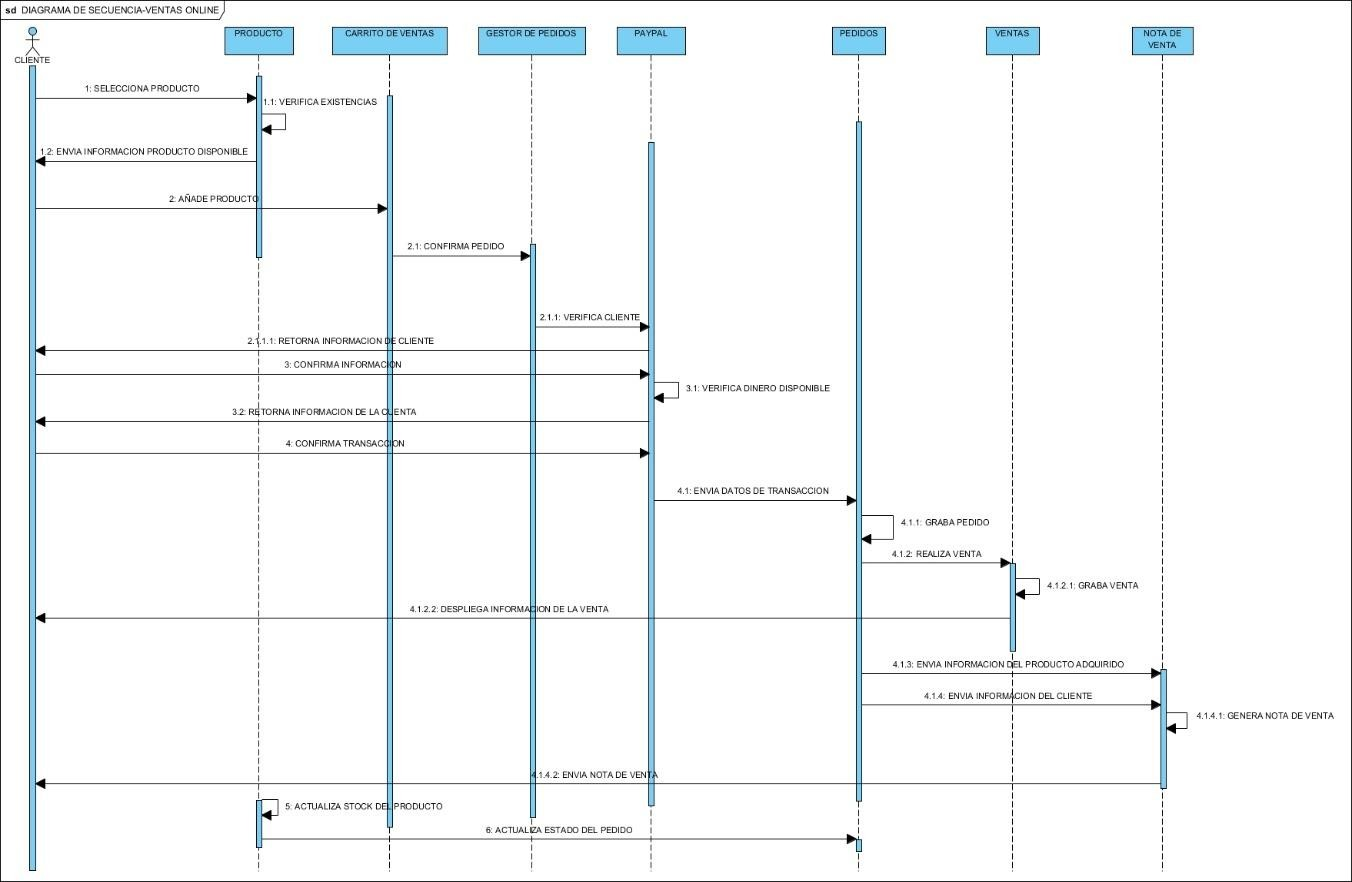 sd DIAGRAMA DE SECUENCIA-VENTAS ONLINE
CLIENTE
PRODUCTO
CARRITO DE VENTAS
GESTOR DE PEDIDOS
PAYPAL
PEDIDOS
VENTAS
NOTA DE
VENTA
1: SELECCIONA PRODUCTO
1.1: VERIFICA EXISTENCIAS
1.2: ENVIA INFORMACION PRODUCTO DISPONIBLE
2: AÑADE PRODUCTO
2.1: CONFIRMA PEDIDO
2.1.1: VERIFICA CLIENTE
2.1.1.1: RETORNA INFORMACION DE CLIENTE
3: CONFIRMA INFORMACION
3.1: VERIFICA DINERO DISPONIBLE
3.2: RETORNA INFORMACION DE LA CUENTA
4: CONFIRMA TRANSACCION
4.1: ENVIA DATOS DE TRANSACCION
4.1.1: GRABA PEDIDO
4.1.2: REALIZA VENTA
4.1.2.1: GRABA VENTA
4.1.2.2: DESPLIEGA INFORMACION DE LA VENTA
4.1.3: ENVIA INFORMACION DEL PRODUCTO ADQUIRIDO
4.1.4: ENVIA INFORMACION DEL CLIENTE
4.1.4.1: GENERA NOTA DE VENTA
4.1.4.2: ENVIA NOTA DE VENTA
5: ACTUALIZA STOCK DEL PRODUCTO
6: ACTUALIZA ESTADO DEL PEDIDO